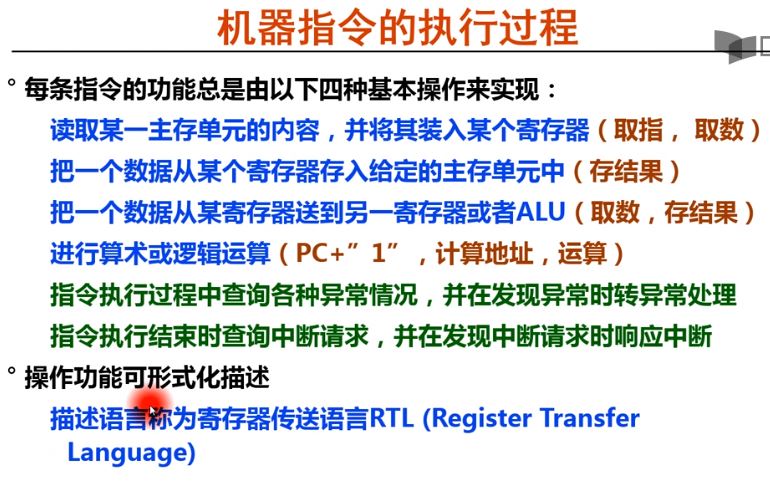 机器指令的执行过程
° 每条指令的功能总是由以下四种基本操作来实现：
读取某一主存单元的内容，并将其装入某个寄存器（取指， 取数）
把一个数据从某个寄存器存入给定的主存单元中（存结果）
把一个数据从某寄存器送到另一寄存器或者ALU（取数，存结果）
进行算术或逻辑运算（PC+”1” ，计算地址，运算）
指令执行过程中查询各种异常情况，并在发现异常时转异常处理
指令执行结束时查询中断请求，并在发现中断请求时响应中断
° 操作功能可形式化描述
描述语言称为寄存器传送语言RTL (Register Transfer
Language)